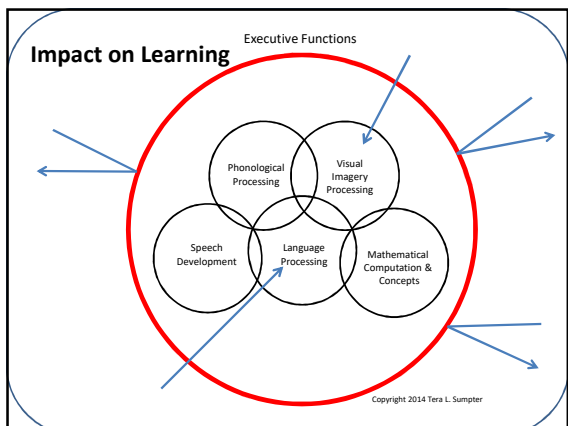 Executive Functions
Impact on Learning
Phonological
Processing
Visual
Imagery
Processing
Speech
Development
Language
Processing
Mathematical
Computation &
Concepts
Copyright 2014 Tera L. Sumpter